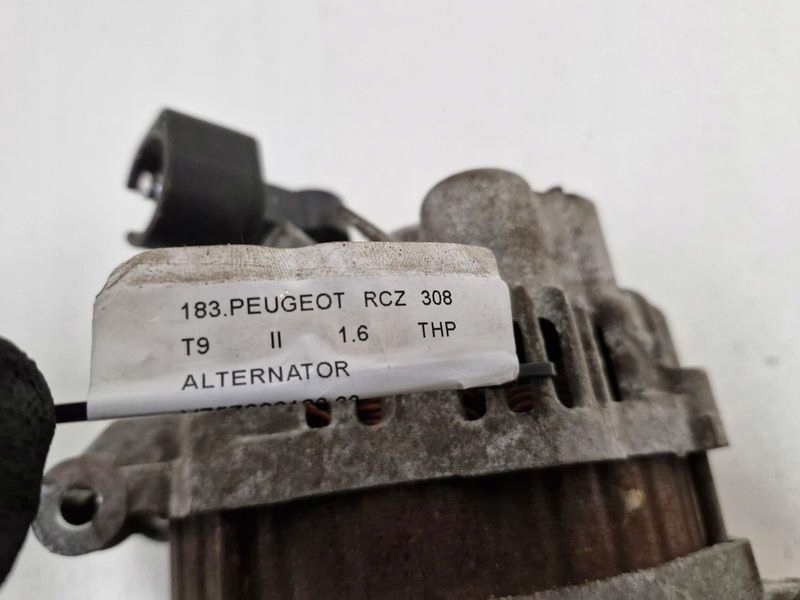 183.PEUGEOT RCZ 308
T9 II 1.6 THP
ALTERNATOR